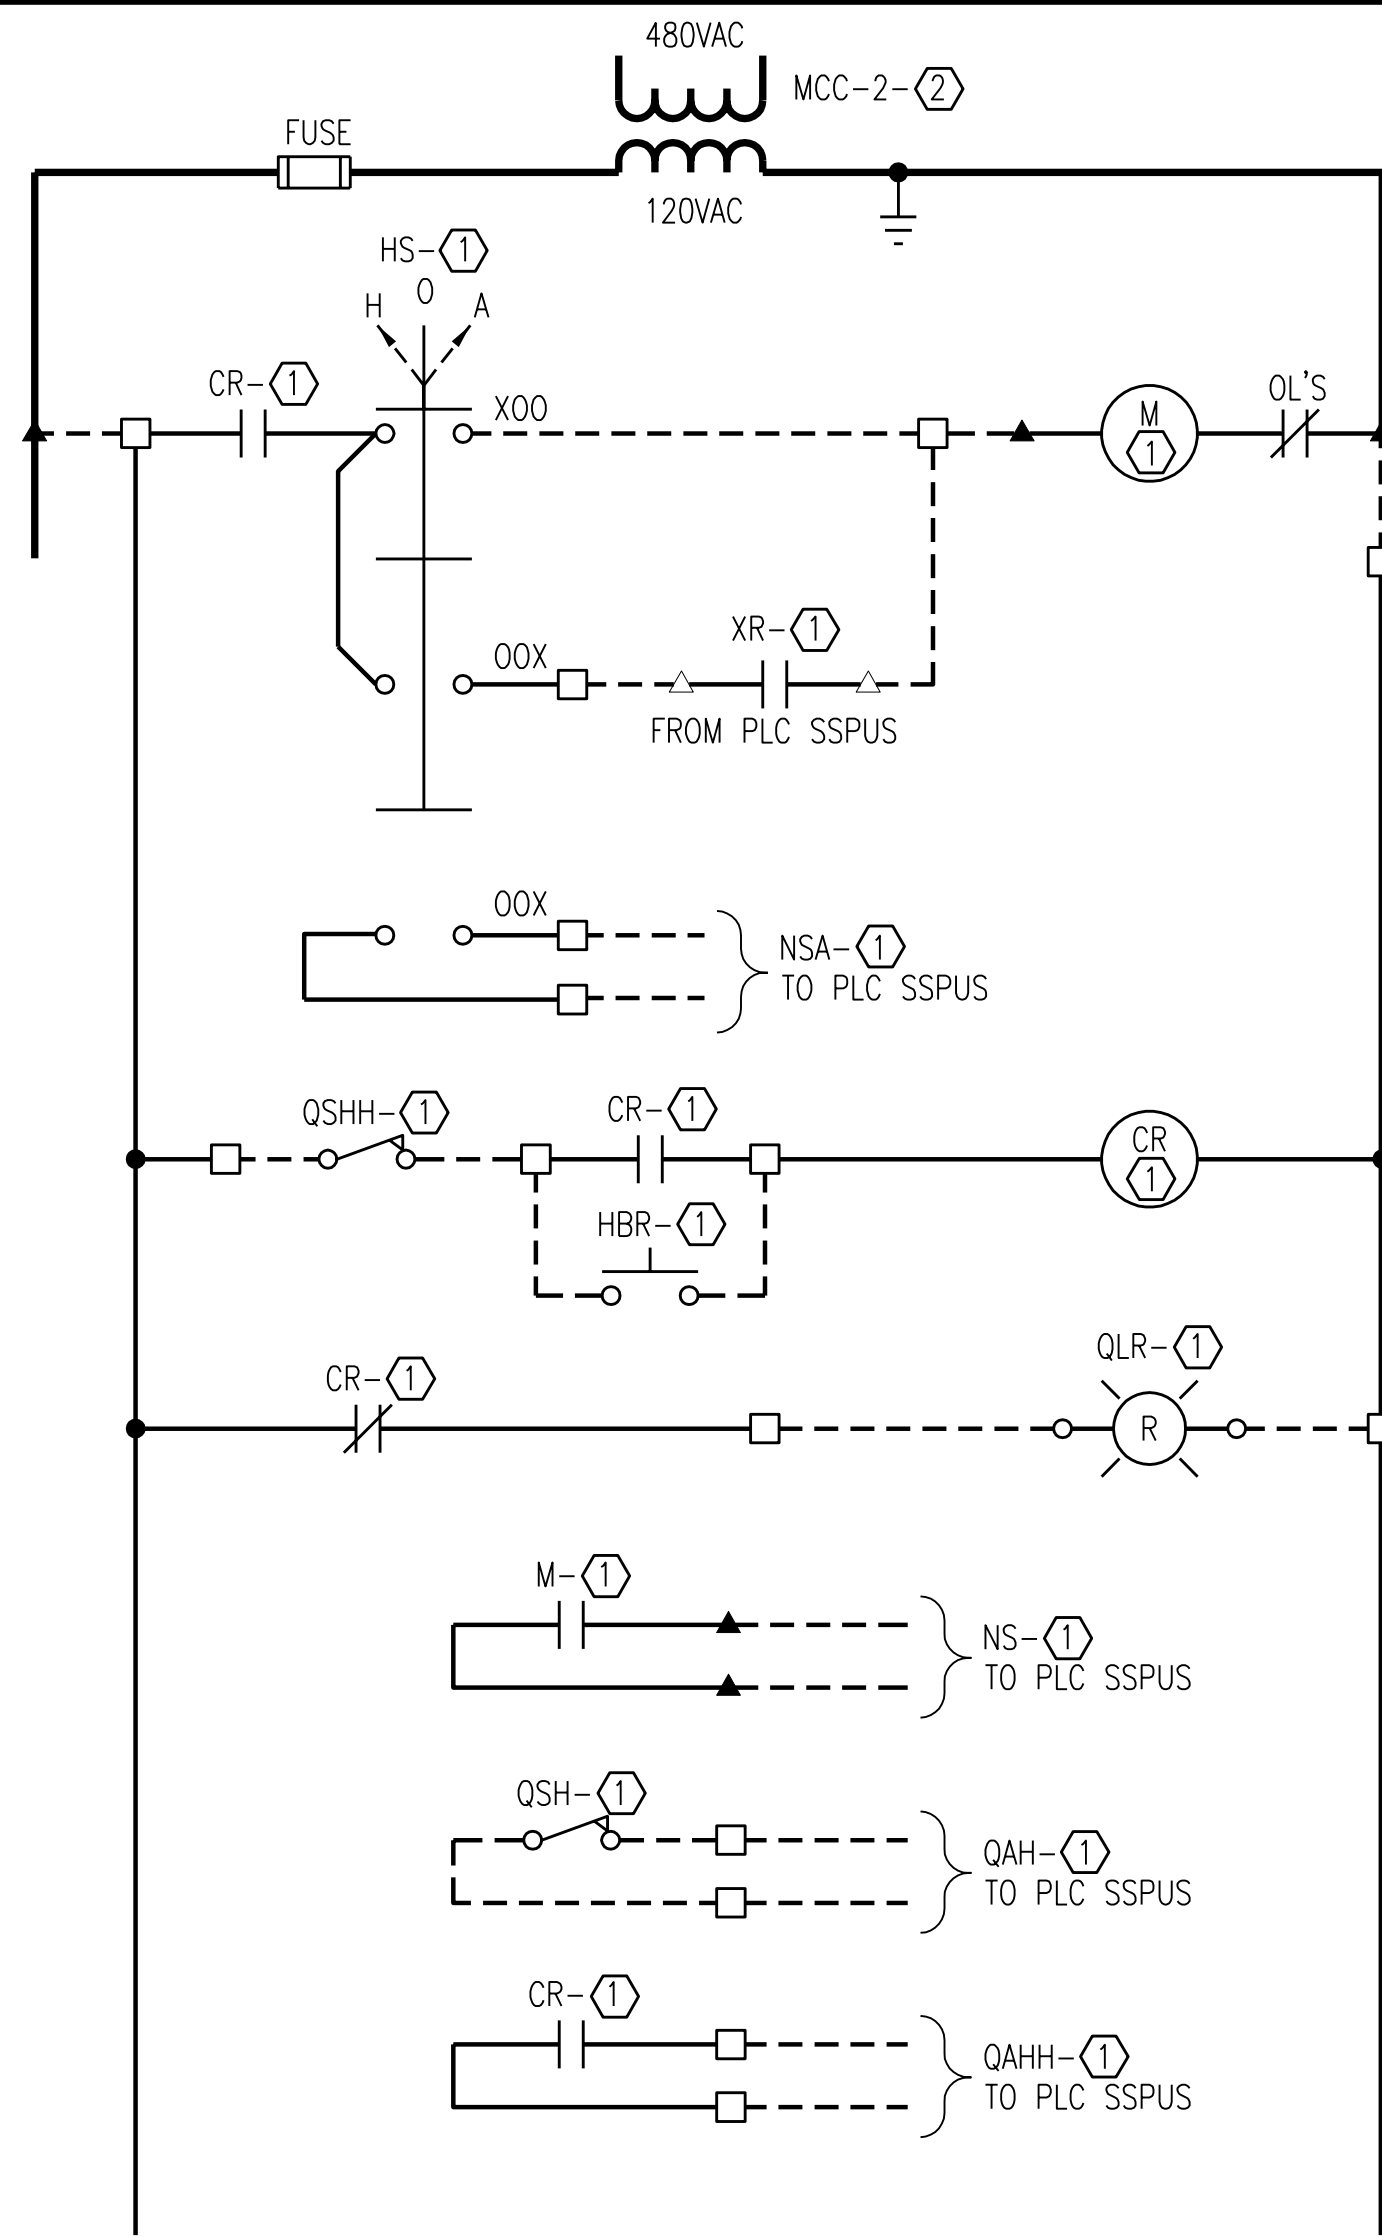 480VAC
MCC-2-2
FUSE
120VAC
HS-1
H O A
CR-1
XOO
M
1
OL'S
XR-1
OOX
FROM PLC SSPUS
OOX
NSA-1
TO PLC SSPUS
QSHH-1
CR-1
CR
1
HBR-1
QLR-1
CR-1
R
M-1
NS-1
TO PLC SSPUS
QSH-1
QAH-1
TO PLC SSPUS
CR-1
QAHH-1
TO PLC SSPUS